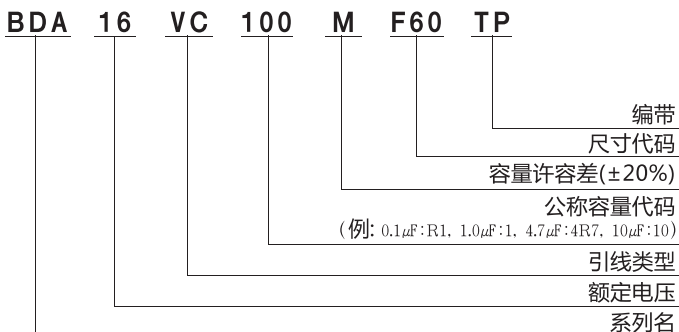 BDA 16 VC 100 M F60 TP
编带
尺寸代码
容量许容差(±20%)
公称容量代码
(例: 0.1μF:R1, 1.0μF:1, 4.7μF:4R7, 10μF:10)
引线类型
额定电压
系列名